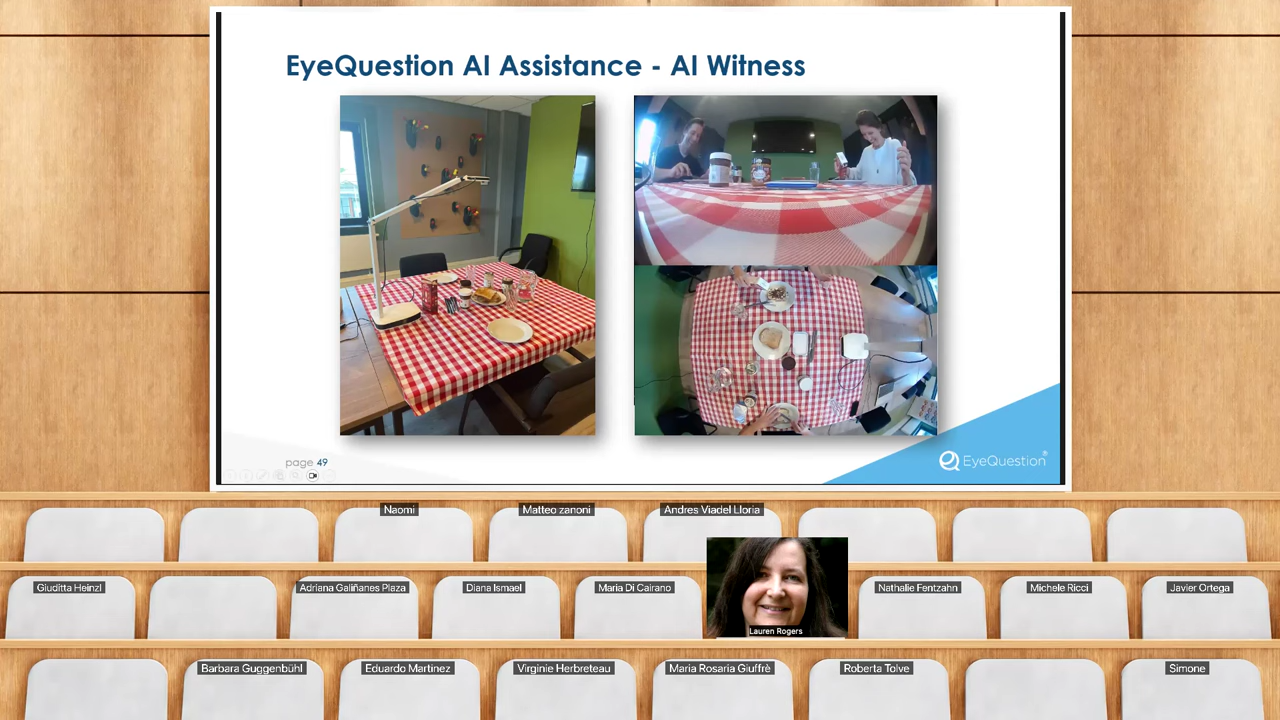 EyeQuestion AI Assistance - AI Witness
page 49
EyeQuestion®
Naomi
Matteo zanoni
Andres Viadel Lloria
Giuditta Heinzl
Adriana Galiñanes Plaza
Diana Ismael
Maria Di Cairano
Lauren Rogers
Nathalie Fentzahn
Michele Ricci
Javier Ortega
Barbara Guggenbühl
Eduardo Martinez
Virginie Herbreteau
Maria Rosaria Giuffrè
Roberta Tolve
Simone